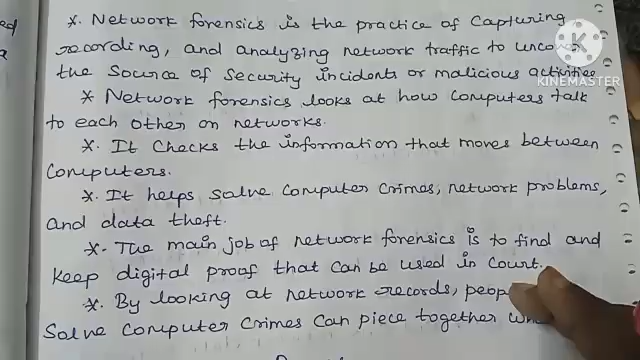 *. Network forensics is the practice of capturing
ed
recording, and analyzing network traffic to
the source of security incidents or malicious activities
KINEMASTER
* Network forensics looks at how computers talk
to each other on networks.
*. It checks the information that moves between
computers.
*. It helps solve computer crimes, network problems,
and data theft.
*. The main job of network forensics is to find and
keep digital proof that can be used in court.
*. By looking at network records,
solve computer crimes can piece together